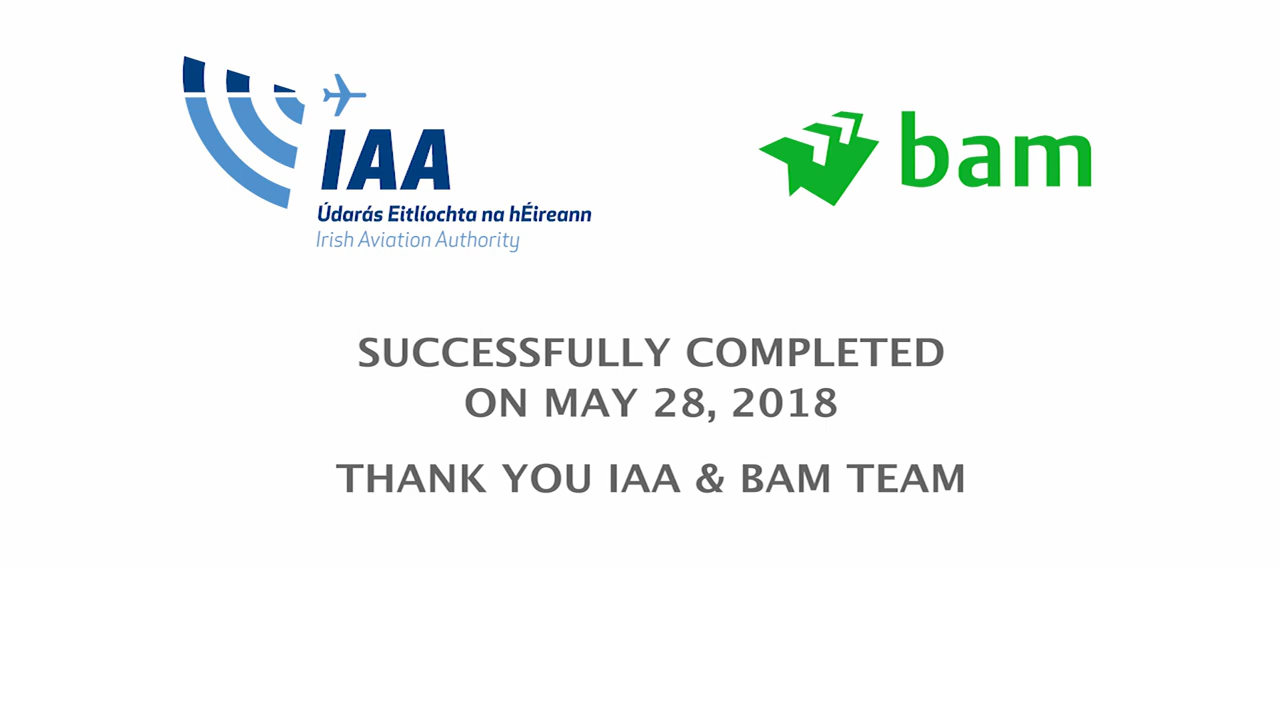 IAA
Údarás Eitlíochta na hÉireann
Irish Aviation Authority
bam
SUCCESSFULLY COMPLETED
ON MAY 28, 2018
THANK YOU IAA & BAM TEAM